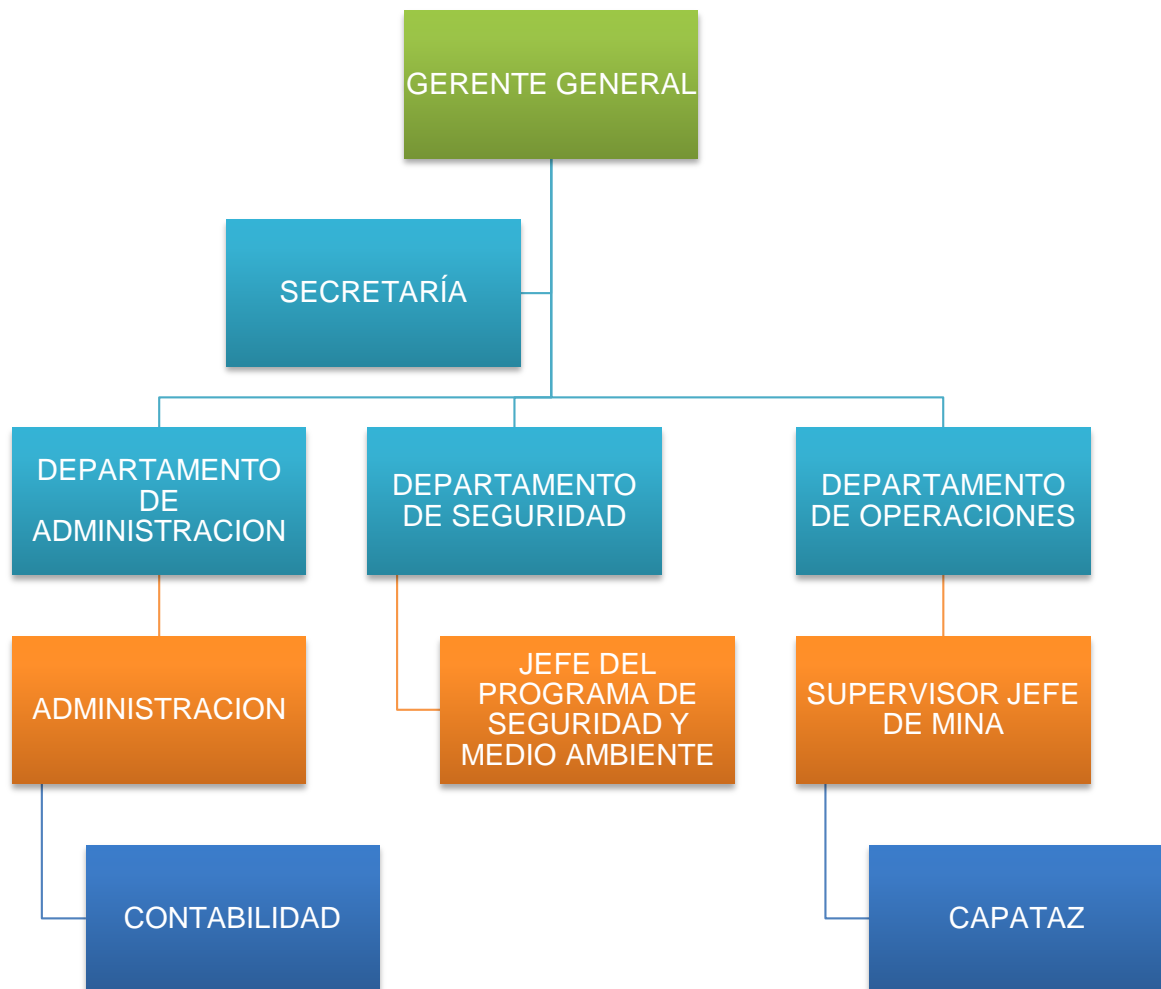 GERENTE GENERAL
SECRETARÍA
DEPARTAMENTO
DE
ADMINISTRACION
DEPARTAMENTO
DE SEGURIDAD
DEPARTAMENTO
DE OPERACIONES
ADMINISTRACION
JEFE DEL
PROGRAMA DE
SEGURIDAD Y
MEDIO AMBIENTE
SUPERVISOR JEFE
DE MINA
CONTABILIDAD
CAPATAZ